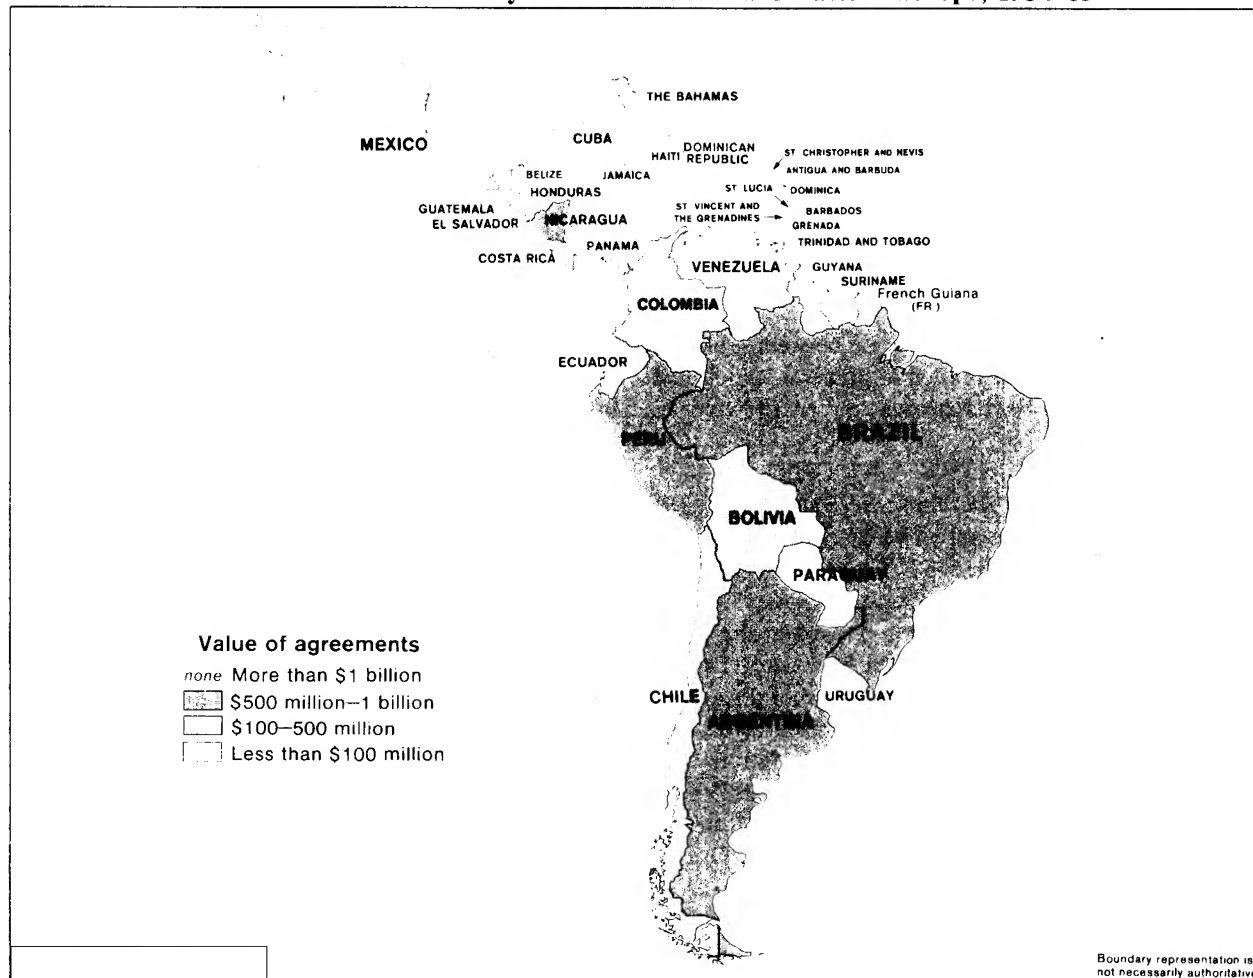 THE BAHAMAS
MEXICO
CUBA
HAITI
DOMINICAN
REPUBLIC
ST CHRISTOPHER AND NEVIS
ANTIGUA AND BARBUDA
BELIZE
JAMAICA
HONDURAS
ST LUCIA
DOMINICA
GUATEMALA
EL SALVADOR
NICARAGUA
ST VINCENT AND
THE GRENADINES
BARBADOS
GRENADA
COSTA RICA
PANAMA
TRINIDAD AND TOBAGO
VENEZUELA
GUYANA
SURINAME
French Guiana
(FR)
COLOMBIA
ECUADOR
PERU
BRAZIL
BOLIVIA
PARAGUAY
CHILE
ARGENTINA
URUGUAY
Value of agreements
none More than $1 billion
$500 million–1 billion
$100–500 million
Less than $100 million
Boundary representation is
not necessarily authoritative